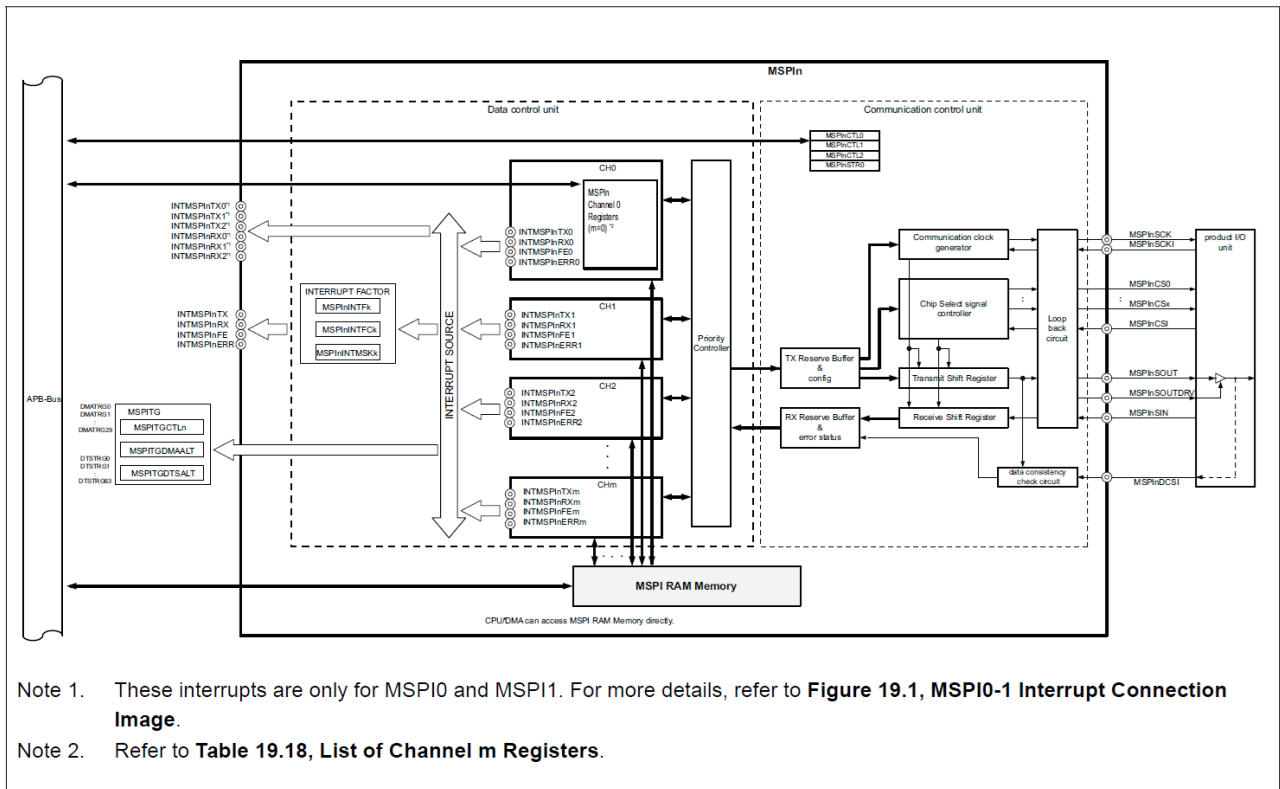 MSPIn
Data control unit
Communication control unit
MSPInCTL0
MSPInCTL1
MSPInCTL2
MSPInSTR0
APB-Bus
INTMSPInTX0*1
INTMSPInTX1*1
INTMSPInTX2*1
INTMSPInRX0*1
INTMSPInRX1*1
INTMSPInRX2*1
INTMSPInTX
INTMSPInRX
INTMSPInFE
INTMSPInERR
DMATRG0
DMATRG1
:
DMATRG29
DTSTRG0
DTSTRG1
:
DTSTRG63
MSPITG
MSPITGCTLn
MSPITGDMAALT
MSPITGDTSALT
INTERRUPT FACTOR
MSPInINTFk
MSPInINTFCk
MSPInINTMSKk
INTERRUPT SOURCE
CH0
MSPIn
Channel 0
Registers
(m=0) *2
INTMSPInTX0
INTMSPInRX0
INTMSPInFE0
INTMSPInERR0
CH1
INTMSPInTX1
INTMSPInRX1
INTMSPInFE1
INTMSPInERR1
CH2
INTMSPInTX2
INTMSPInRX2
INTMSPInFE2
INTMSPInERR2
CHm
INTMSPInTXm
INTMSPInRXm
INTMSPInFEm
INTMSPInERRm
Priority
Controller
TX Reserve Buffer
&
config
RX Reserve Buffer
&
error status
Communication clock
generator
Chip Select signal
controller
Transmit Shift Register
Receive Shift Register
data consistency
check circuit
Loop
back
circuit
MSPInSCK
MSPInSCKI
MSPInCS0
MSPInCSx
MSPInCSI
MSPInSOUT
MSPInSOUTDRV
MSPInSIN
MSPInDCSI
product I/O
unit
MSPI RAM Memory
CPU/DMA can access MSPI RAM Memory directly.
Note 1. These interrupts are only for MSPI0 and MSPI1. For more details, refer to Figure 19.1, MSPI0-1 Interrupt Connection
Image.
Note 2. Refer to Table 19.18, List of Channel m Registers.